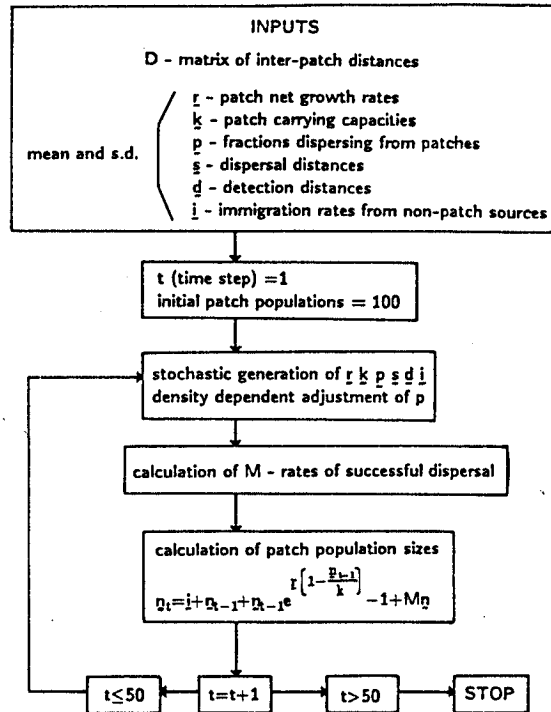 INPUTS
D - matrix of inter-patch distances
r - patch net growth rates
k - patch carrying capacities
p - fractions dispersing from patches
mean and s.d.
s - dispersal distances
d - detection distances
i - immigration rates from non-patch sources
t (time step) =1
initial patch populations = 100
stochastic generation of r k p s d i
density dependent adjustment of p
calculation of M - rates of successful dispersal
calculation of patch population sizes
n_t=i+n_{t-1}+n_{t-1}e^{r[1-\frac{p_{t-1}}{k}]}-1+Mn
t≤50
t=t+1
t>50
STOP